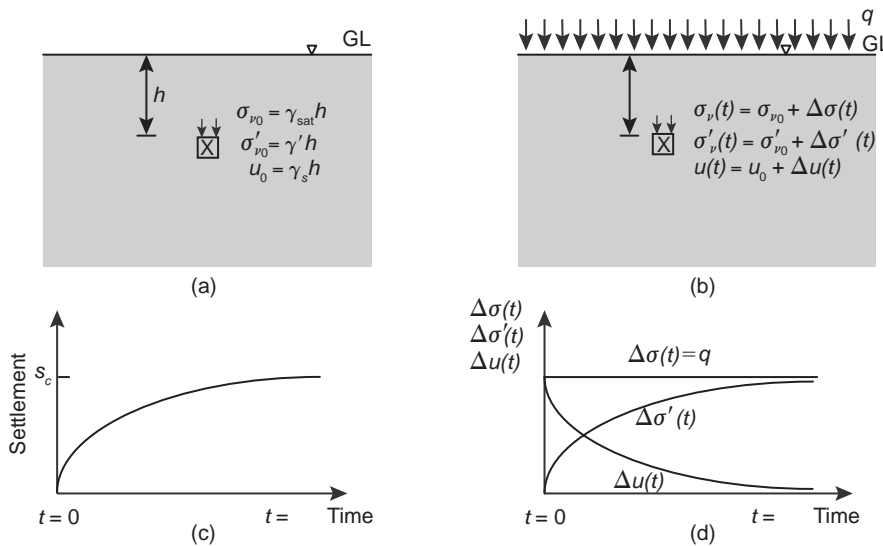 GL
h
σᵥ₀ = γₛₐₜh
σ′ᵥ₀ = γ′h
u₀ = γₛh
X
(a)
q
GL
σᵥ(t) = σᵥ₀ + Δσ(t)
σ′ᵥ(t) = σ′ᵥ₀ + Δσ′ (t)
u(t) = u₀ + Δu(t)
X
(b)
Settlement
s_c
t = 0
t =
Time
(c)
Δσ(t)
Δσ′(t)
Δu(t)
Δσ(t) = q
Δσ′ (t)
Δu(t)
t = 0
t =
Time
(d)